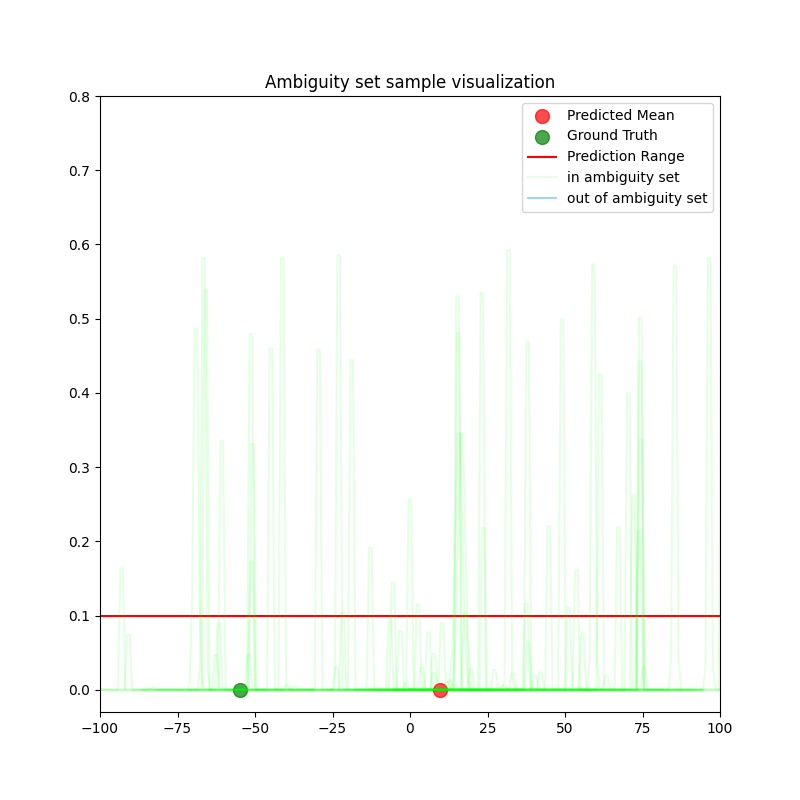 Ambiguity set sample visualization
Predicted Mean
Ground Truth
Prediction Range
in ambiguity set
out of ambiguity set
0.8
0.7
0.6
0.5
0.4
0.3
0.2
0.1
0.0
−100 −75 −50 −25 0 25 50 75 100